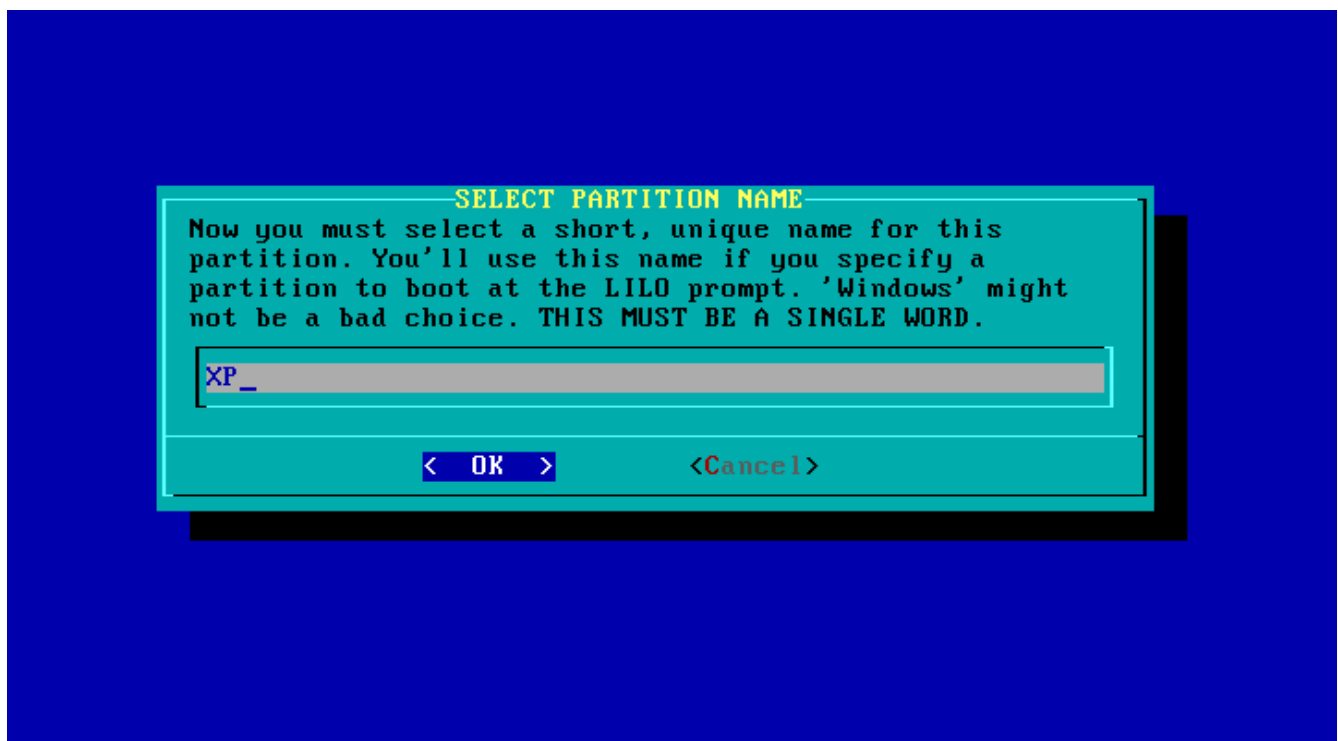 SELECT PARTITION NAME
Now you must select a short, unique name for this
partition. You'll use this name if you specify a
partition to boot at the LILO prompt. 'Windows' might
not be a bad choice. THIS MUST BE A SINGLE WORD.
XP_
< OK > <Cancel>